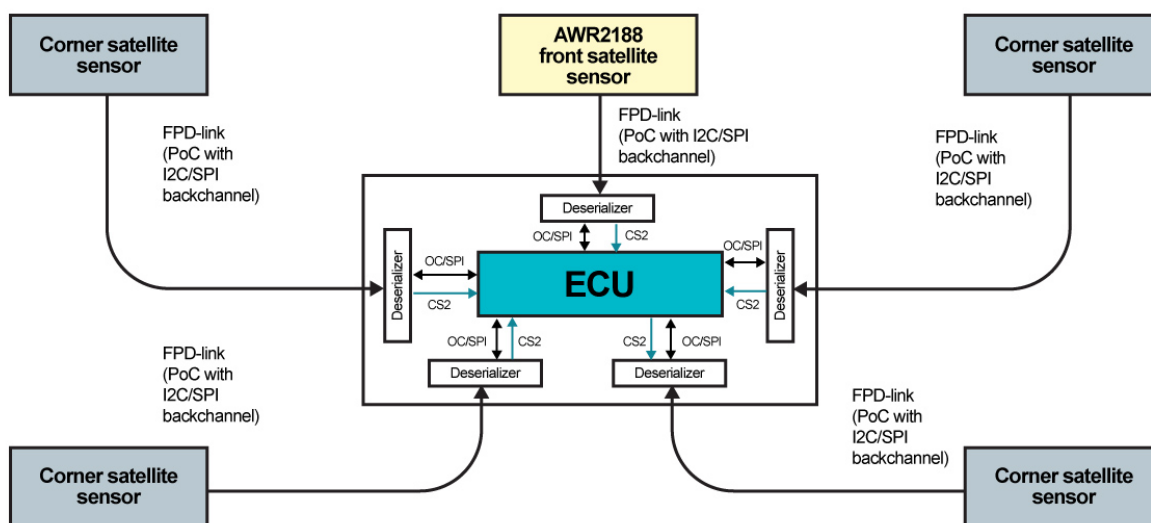 Corner satellite
sensor
AWR2188
front satellite
sensor
Corner satellite
sensor
FPD-link
(PoC with
I2C/SPI
backchannel)
FPD-link
(PoC with I2C/SPI
backchannel)
FPD-link
(PoC with
I2C/SPI
backchannel)
Deserializer
OC/SPI
CS2
Deserializer
OC/SPI
CS2
ECU
OC/SPI
CS2
Deserializer
OC/SPI
CS2
CS2
OC/SPI
Deserializer
Deserializer
FPD-link
(PoC with
I2C/SPI
backchannel)
FPD-link
(PoC with
I2C/SPI
backchannel)
Corner satellite
sensor
Corner satellite
sensor